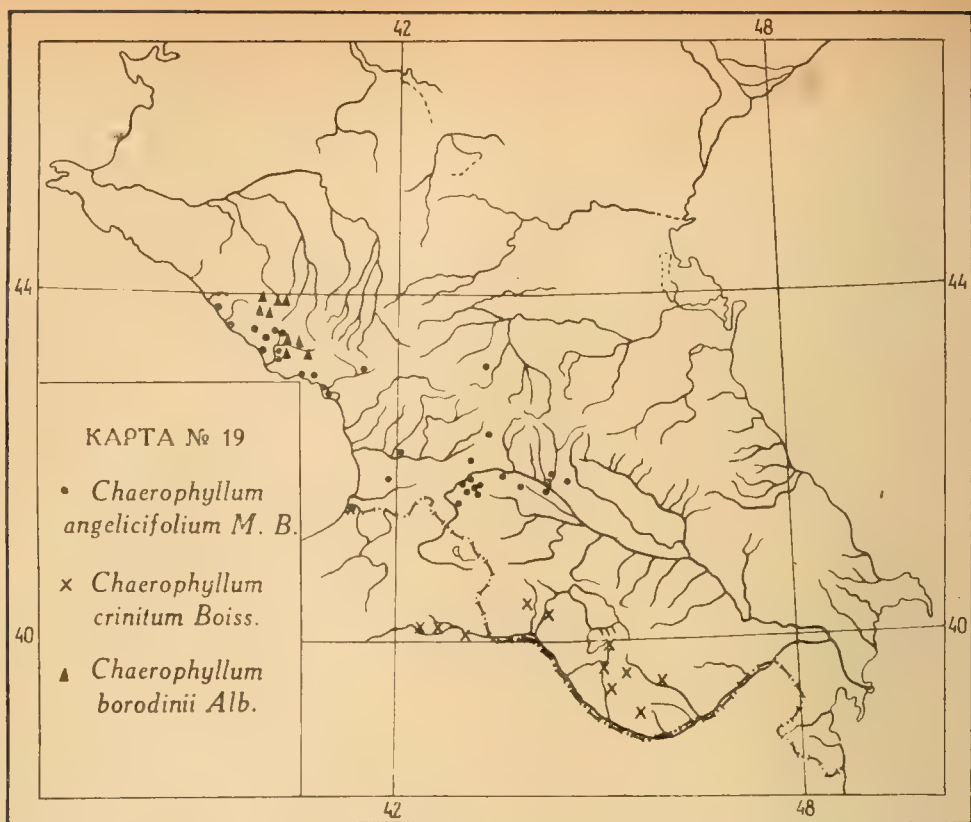 42 48
44 44
КАРТА № 19
Chaerophyllum
angelicifolium M. B.
Chaerophyllum
crinitum Boiss.
Chaerophyllum
borodinii Alb.
40 40
42 48